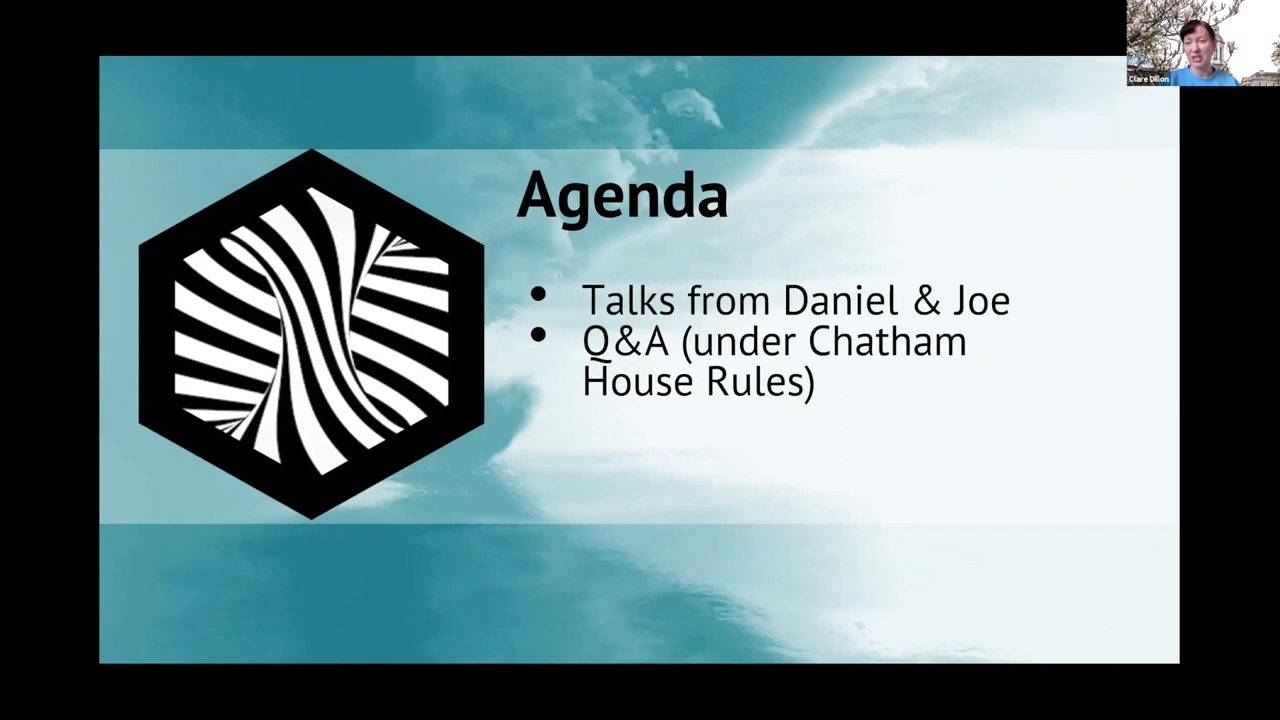 Clare Dillon
Agenda
• Talks from Daniel & Joe
• Q&A (under Chatham
House Rules)